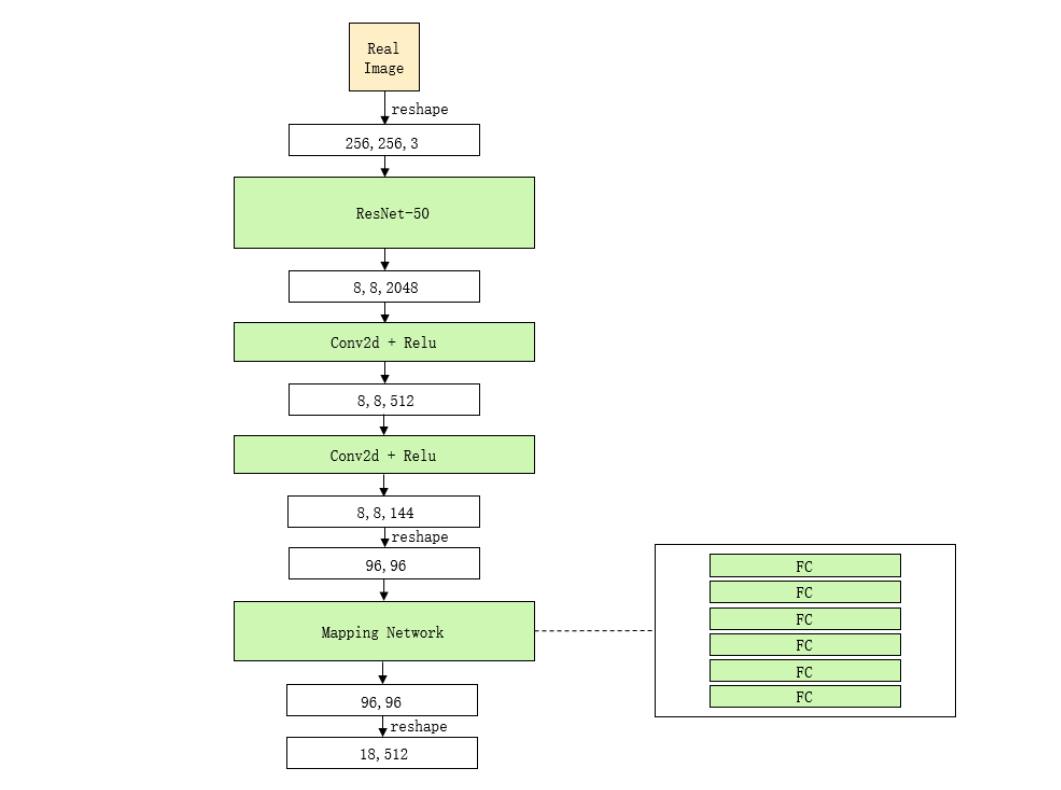 Real
Image
reshape
256,256,3
ResNet-50
8,8,2048
Conv2d + Relu
8,8,512
Conv2d + Relu
8,8,144
reshape
96,96
Mapping Network
96,96
reshape
18,512
FC
FC
FC
FC
FC
FC